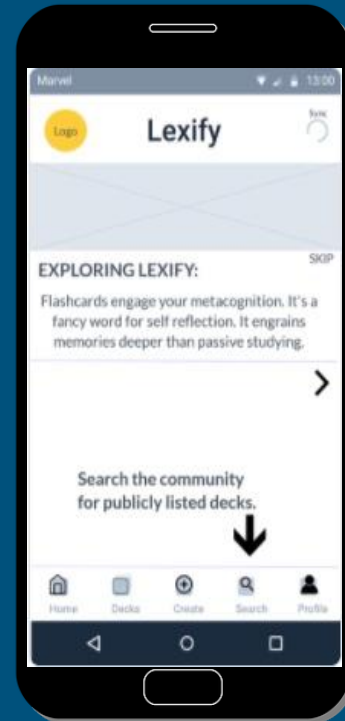 Marvel 13:00
Logo
Lexify
Sync
SKIP
EXPLORING LEXIFY:
Flashcards engage your metacognition. It's a
fancy word for self reflection. It engrains
memories deeper than passive studying.
Search the community
for publicly listed decks.
Home Decks Create Search Profile